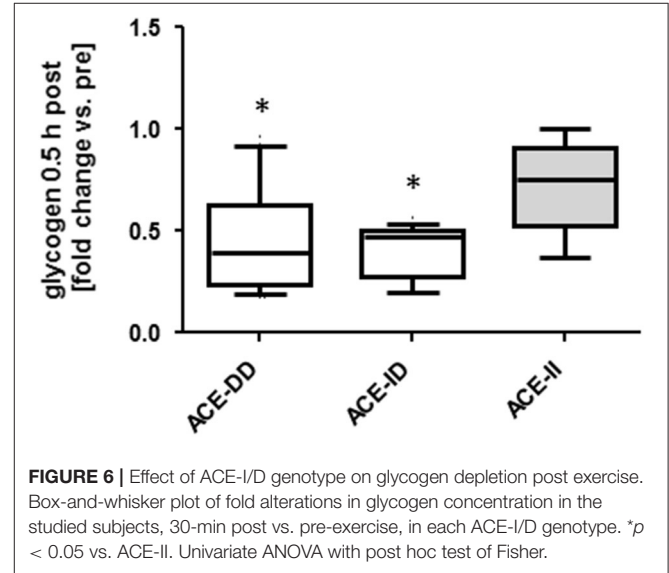 glycogen 0.5 h post
[fold change vs. pre]
1.5
1.0
0.5
0.0
*
*
ACE-DD
ACE-ID
ACE-II
FIGURE 6 | Effect of ACE-I/D genotype on glycogen depletion post exercise.
Box-and-whisker plot of fold alterations in glycogen concentration in the
studied subjects, 30-min post vs. pre-exercise, in each ACE-I/D genotype. *p
< 0.05 vs. ACE-II. Univariate ANOVA with post hoc test of Fisher.